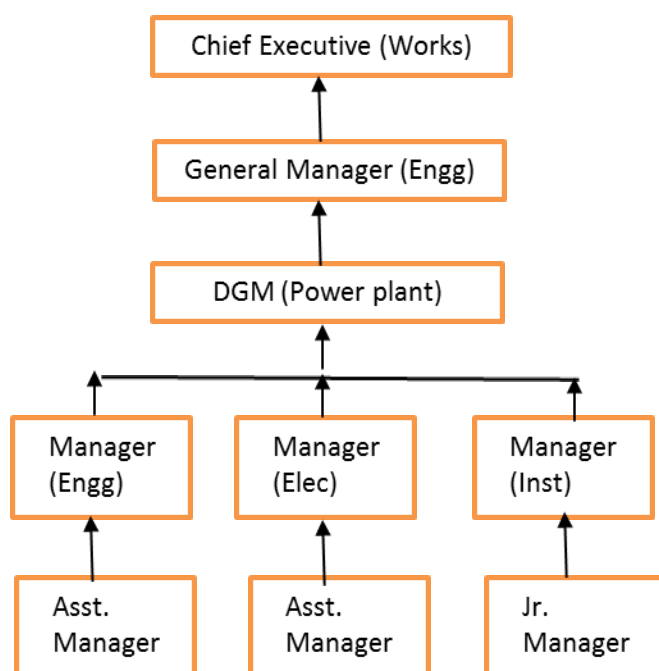 Chief Executive (Works)
General Manager (Engg)
DGM (Power plant)
Manager
(Engg)
Manager
(Elec)
Manager
(Inst)
Asst.
Manager
Asst.
Manager
Jr.
Manager